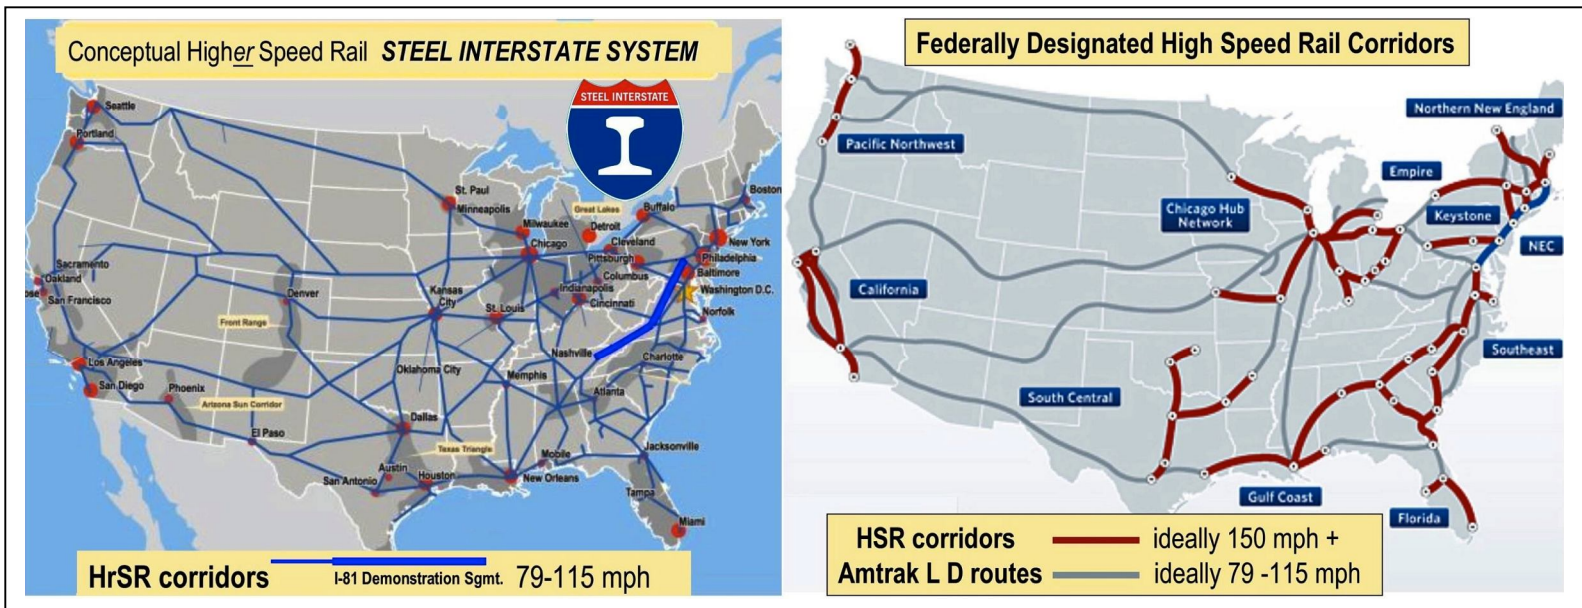 Conceptual Higher Speed Rail STEEL INTERSTATE SYSTEM
STEEL INTERSTATE
Seattle
Portland
St. Paul
Minneapolis
Milwaukee
Great Lakes
Detroit
Buffalo
Boston
Chicago
Cleveland
New York
Pittsburgh
Philadelphia
Columbus
Baltimore
Sacramento
Oakland
ose
San Francisco
Denver
Kansas
City
Indianapolis
Washington D.C.
Cincinnati
St. Louis
Norfolk
Front Range
Nashville
Charlotte
Los Angeles
Oklahoma City
Memphis
San Diego
Phoenix
Atlanta
Arizona Sun Corridor
Dallas
El Paso
Texas Triangle
Mobile
Jacksonville
Austin
San Antonio
Houston
New Orleans
Tampa
Miami
HrSR corridors
I-81 Demonstration Sgmt.
79-115 mph
Federally Designated High Speed Rail Corridors
Northern New England
Pacific Northwest
Empire
Chicago Hub
Network
Keystone
NEC
California
Southeast
South Central
Gulf Coast
Florida
HSR corridors ideally 150 mph +
Amtrak L D routes ideally 79 -115 mph